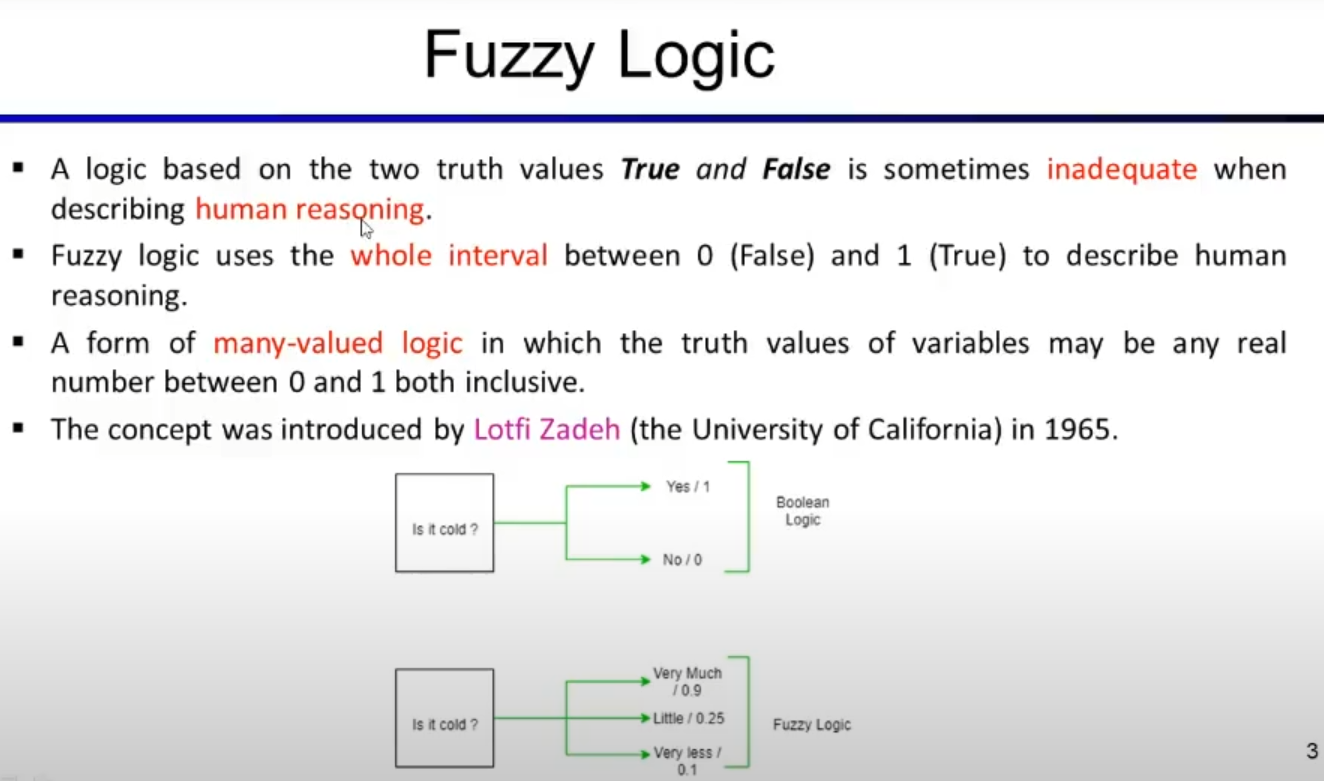 Fuzzy Logic
▪ A logic based on the two truth values True and False is sometimes inadequate when
describing human reasoning.
▪ Fuzzy logic uses the whole interval between 0 (False) and 1 (True) to describe human
reasoning.
▪ A form of many-valued logic in which the truth values of variables may be any real
number between 0 and 1 both inclusive.
▪ The concept was introduced by Lotfi Zadeh (the University of California) in 1965.
Is it cold ?
Yes / 1
No / 0
Boolean
Logic
Is it cold ?
Very Much
/ 0.9
Little / 0.25
Very less /
0.1
Fuzzy Logic
3